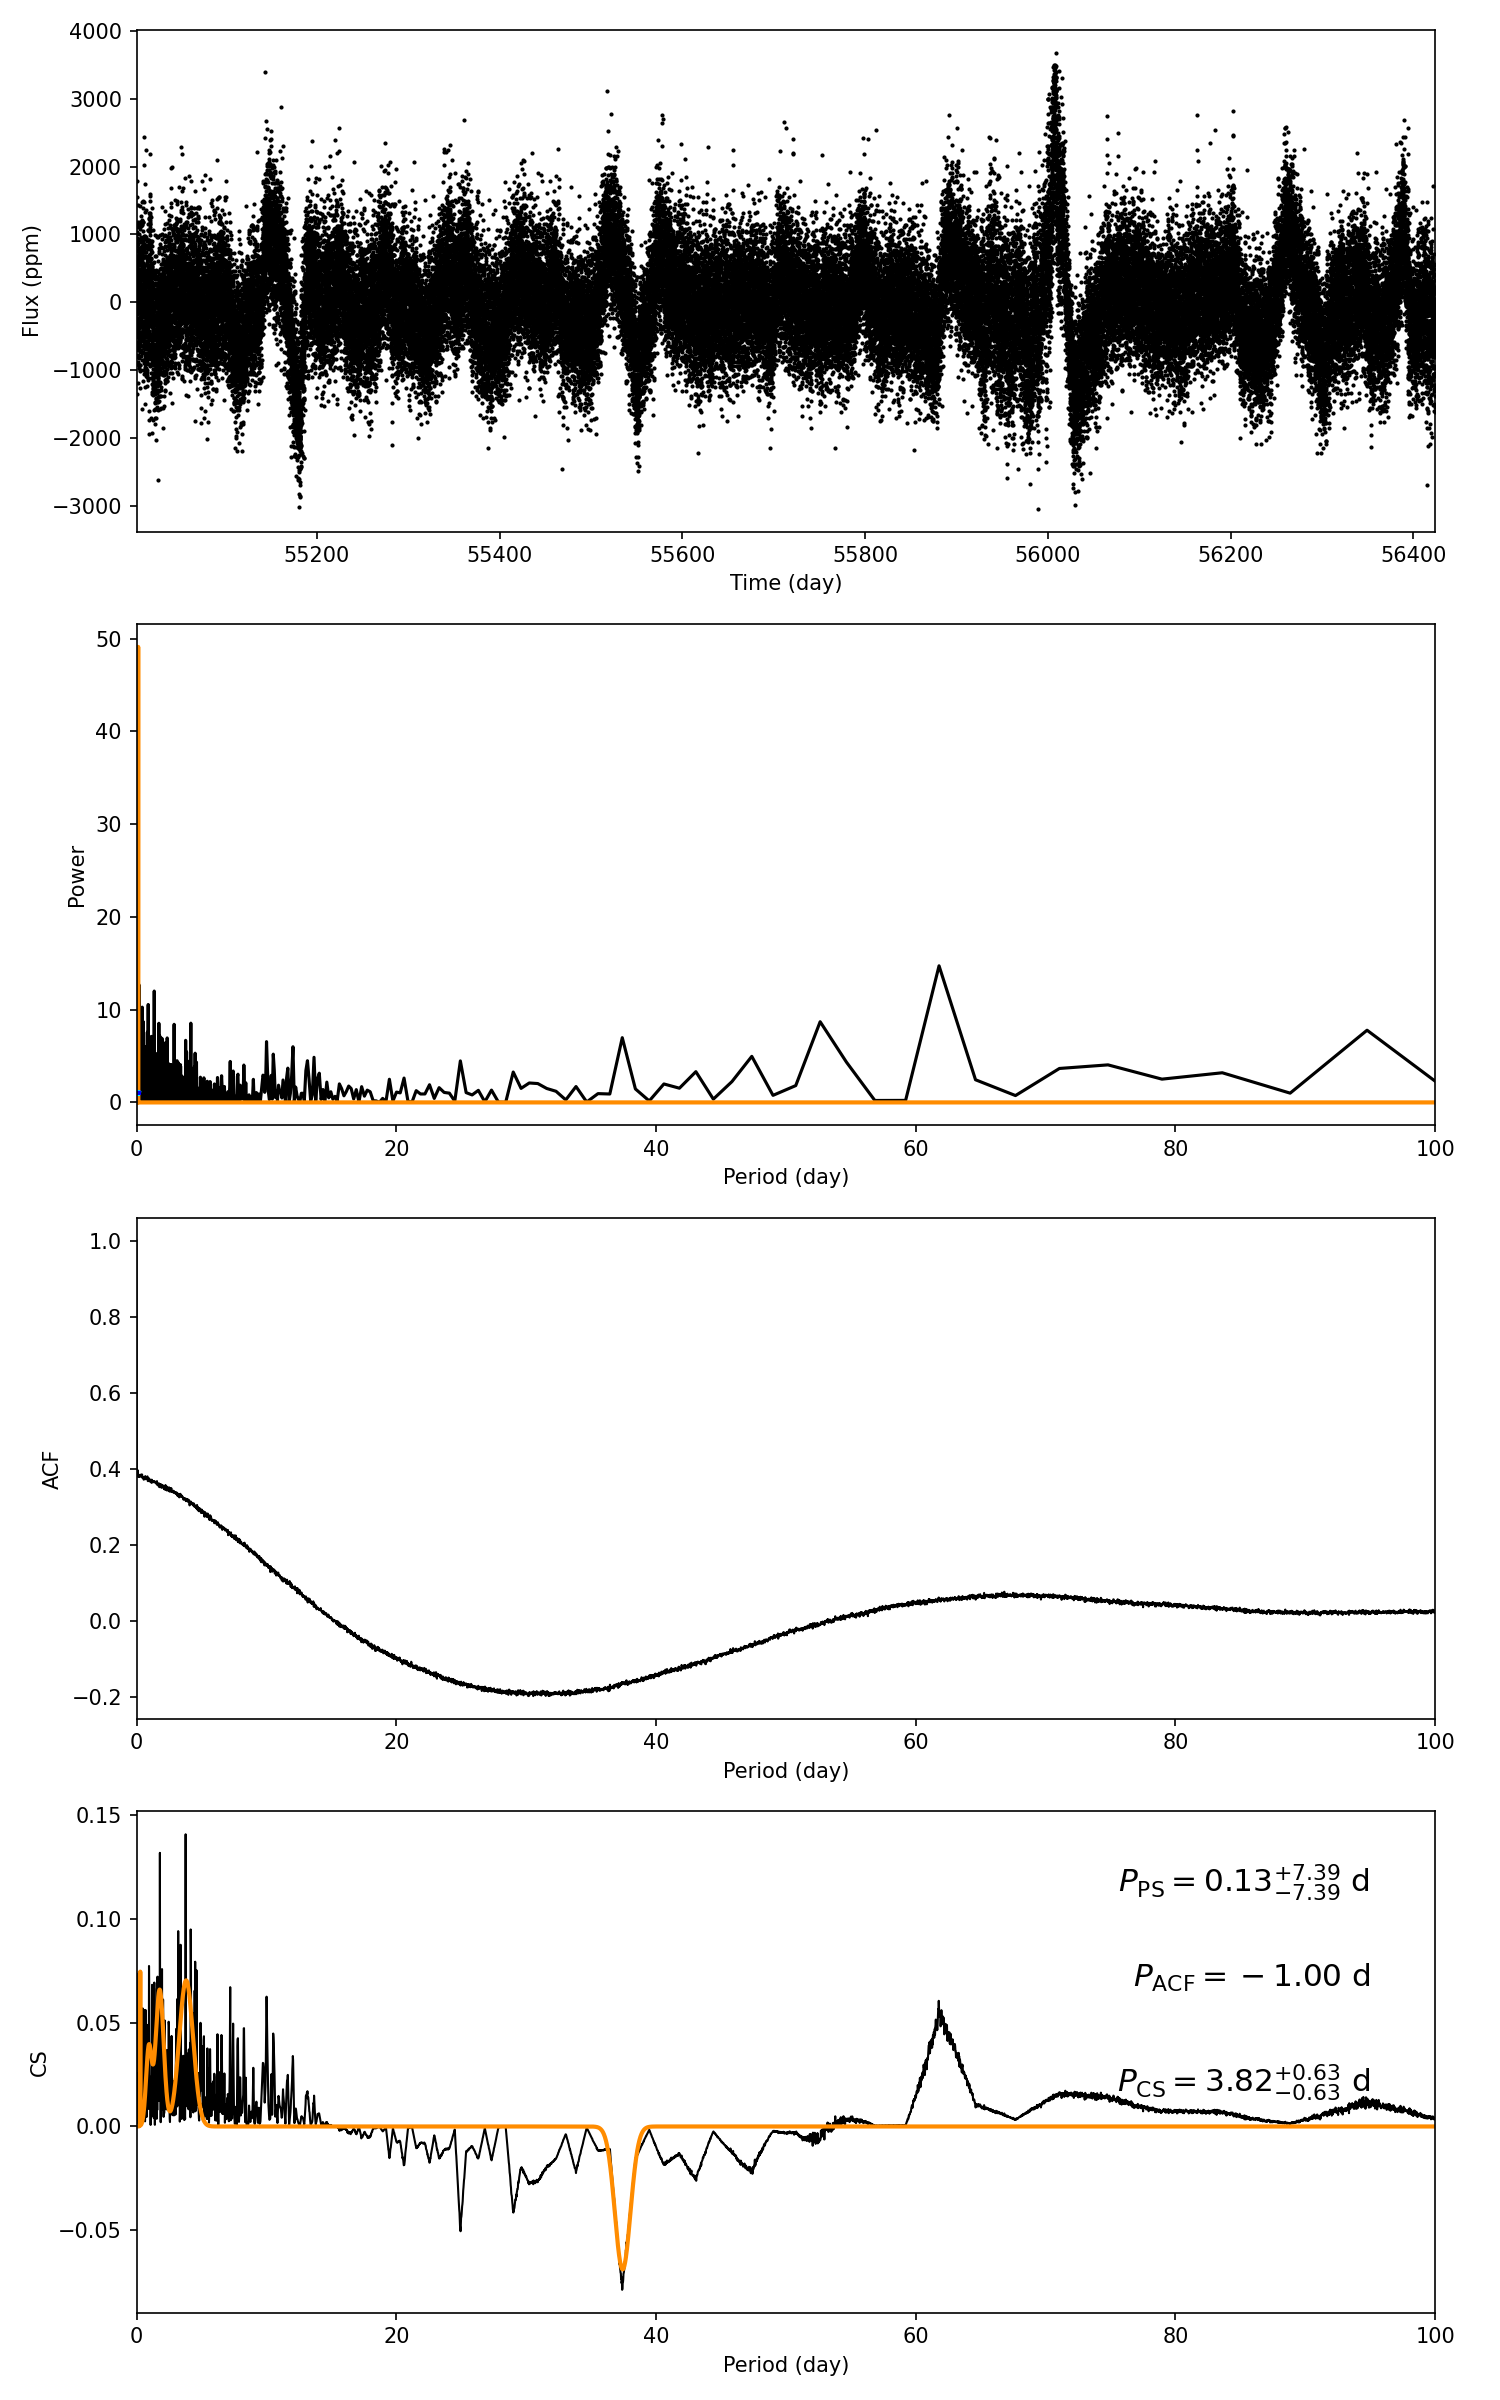 4000
3000
2000
1000
0
−1000
−2000
−3000
Flux (ppm)
55200 55400 55600 55800 56000 56200 56400
Time (day)
50
40
30
20
10
0
Power
0 20 40 60 80 100
Period (day)
1.0
0.8
0.6
0.4
0.2
0.0
−0.2
ACF
0 20 40 60 80 100
Period (day)
0.15
0.10
0.05
0.00
−0.05
CS
P_PS = 0.13^{+7.39}_{−7.39} d
P_ACF = −1.00 d
P_CS = 3.82^{+0.63}_{−0.63} d
0 20 40 60 80 100
Period (day)